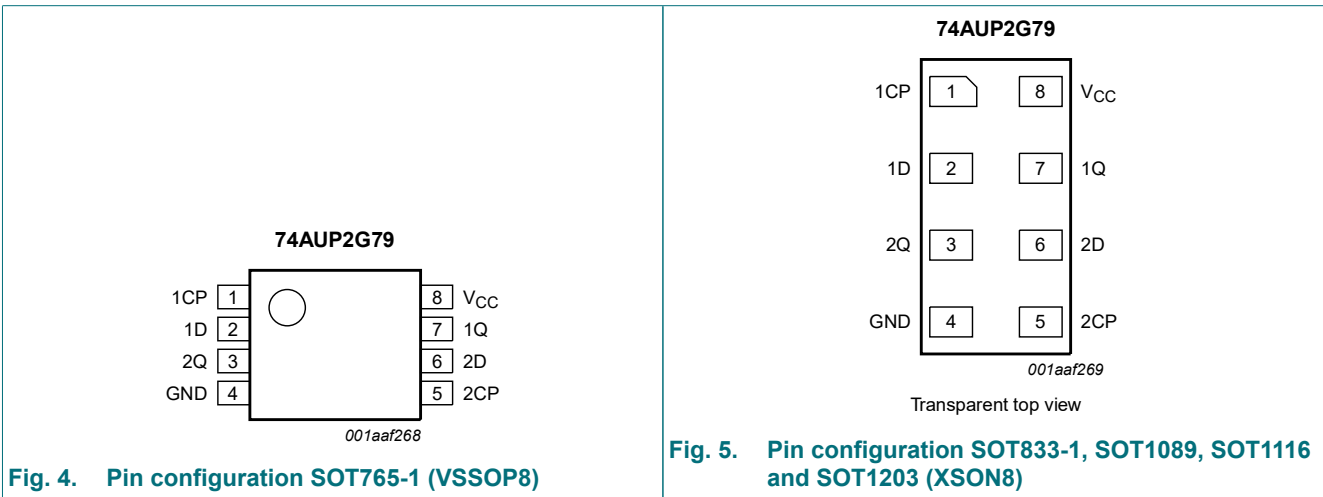 74AUP2G79
1CP 1 8 VCC
1D 2 7 1Q
2Q 3 6 2D
GND 4 5 2CP
001aaf268
Fig. 4. Pin configuration SOT765-1 (VSSOP8)
74AUP2G79
1CP 1 8 VCC
1D 2 7 1Q
2Q 3 6 2D
GND 4 5 2CP
001aaf269
Transparent top view
Fig. 5. Pin configuration SOT833-1, SOT1089, SOT1116
and SOT1203 (XSON8)